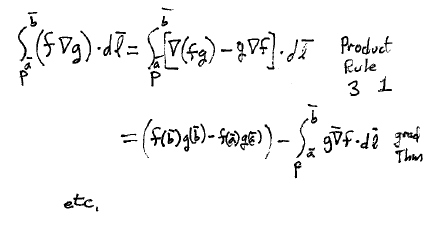 ∫_P^{b̄}_{ā} (f ∇g)·dl̄ = ∫_P^{b̄}_{ā} [∇(fg) − g∇f]·dl̄ Product Rule 3 1
= (f(b̄)g(b̄) − f(ā)g(ā)) − ∫_P^{b̄}_{ā} g∇̄f·dl̄ grad Thm
etc.